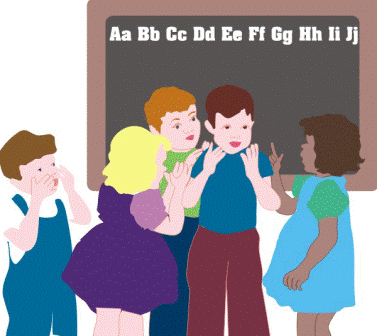 Aa Bb Cc Dd Ee Ff Gg Hh Ii Jj